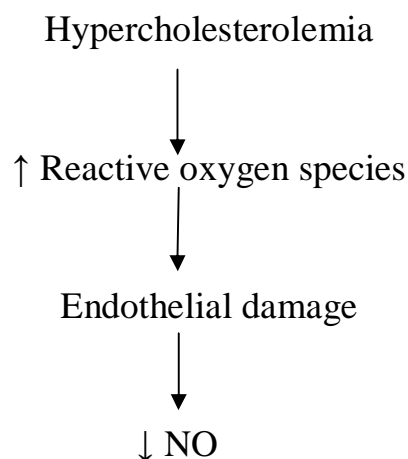 Hypercholesterolemia
↑ Reactive oxygen species
Endothelial damage
↓ NO